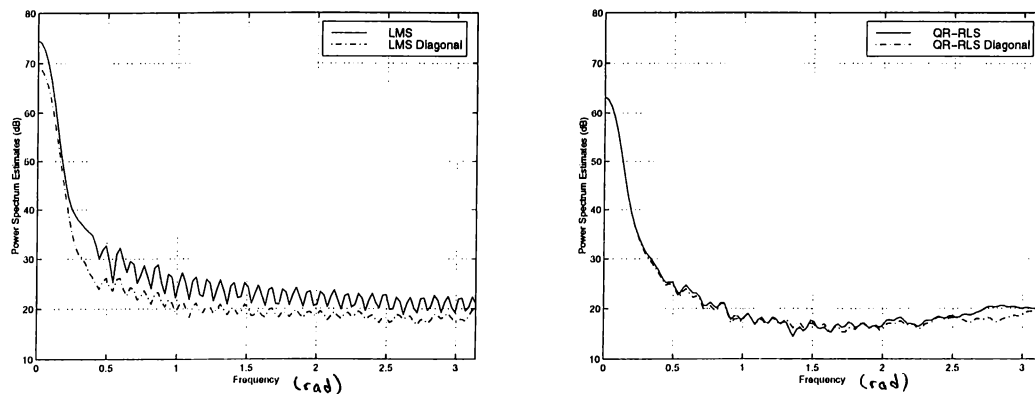 80
70
60
50
40
30
20
10
Power Spectrum Estimates (dB)
LMS
LMS Diagonal
0 0.5 1 1.5 2 2.5 3
Frequency (rad)
80
70
60
50
40
30
20
10
Power Spectrum Estimates (dB)
QR-RLS
QR-RLS Diagonal
0 0.5 1 1.5 2 2.5 3
Frequency (rad)